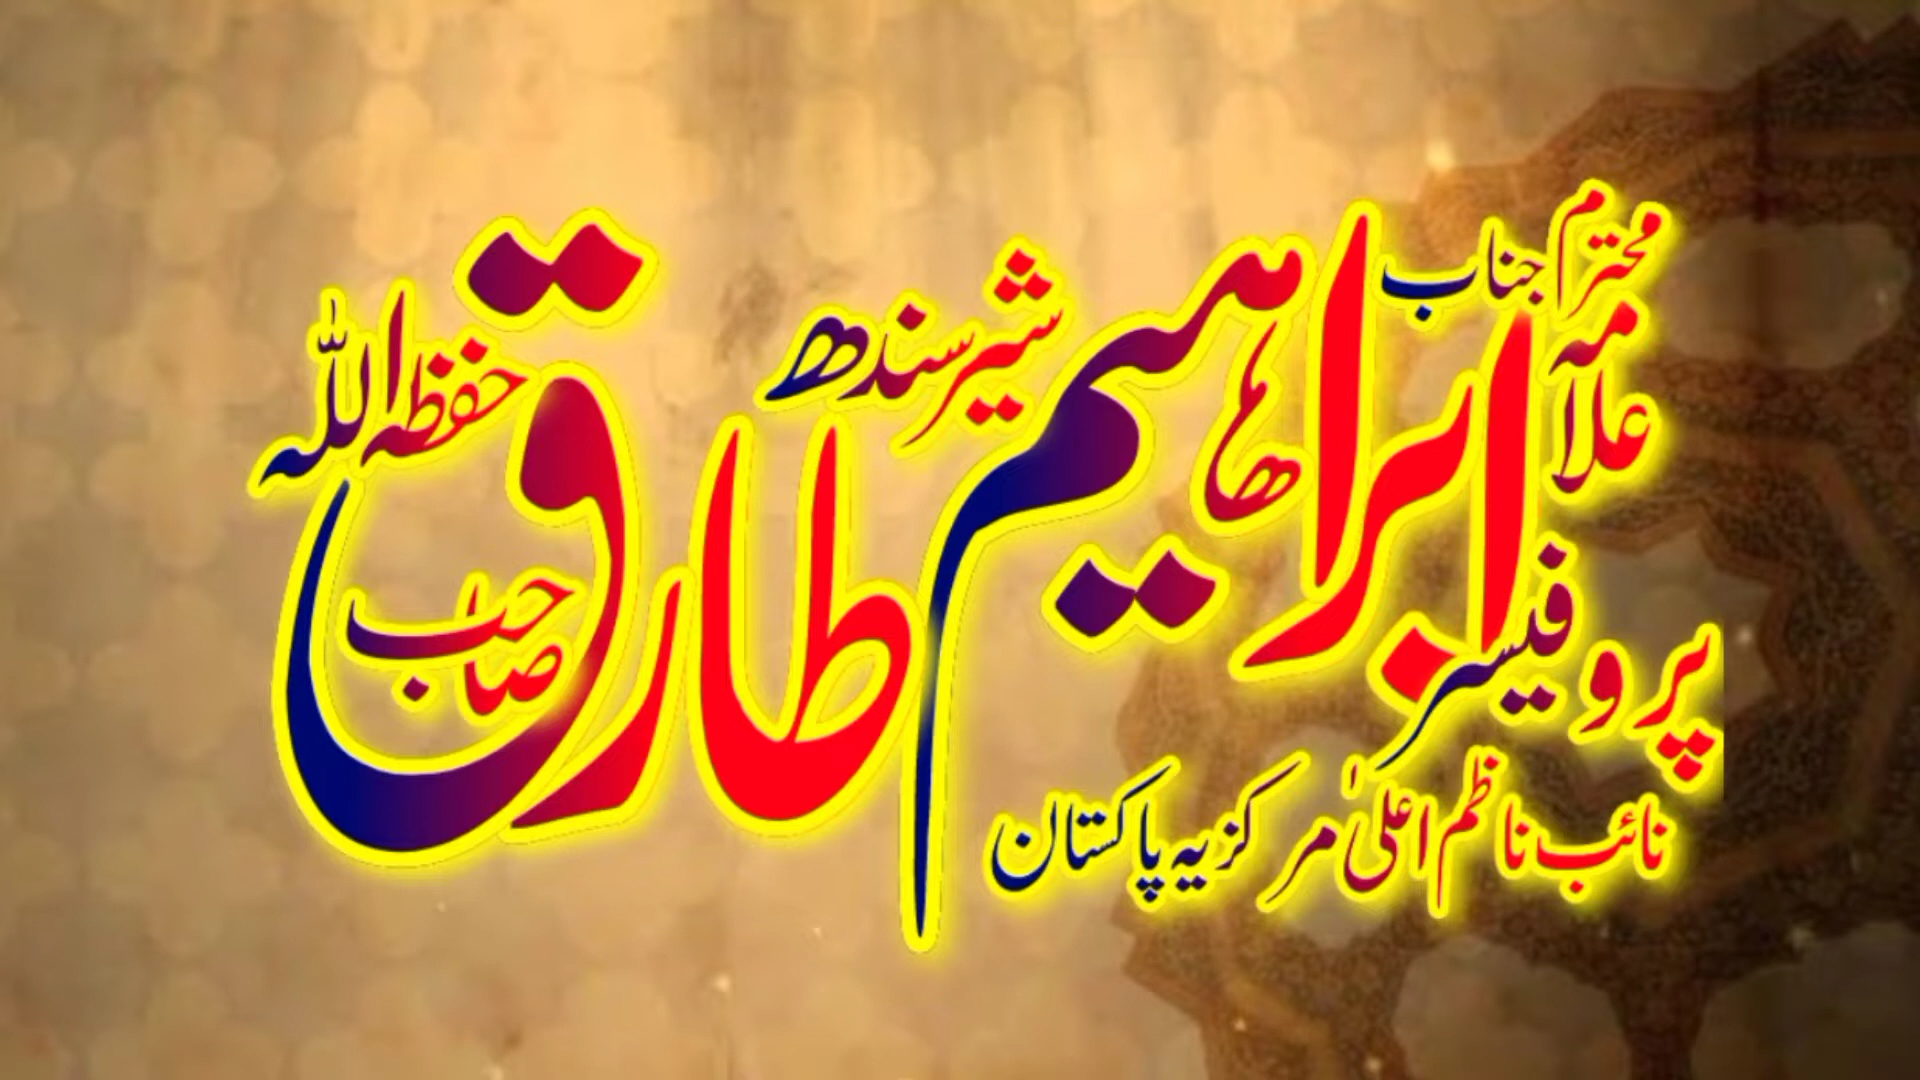 محترم جناب
علامہ
پروفیسر
ابراہیم طارق
شیر سندھ
حفظہ اللہ
صاحب
نائب ناظم اعلیٰ مرکزیہ پاکستان